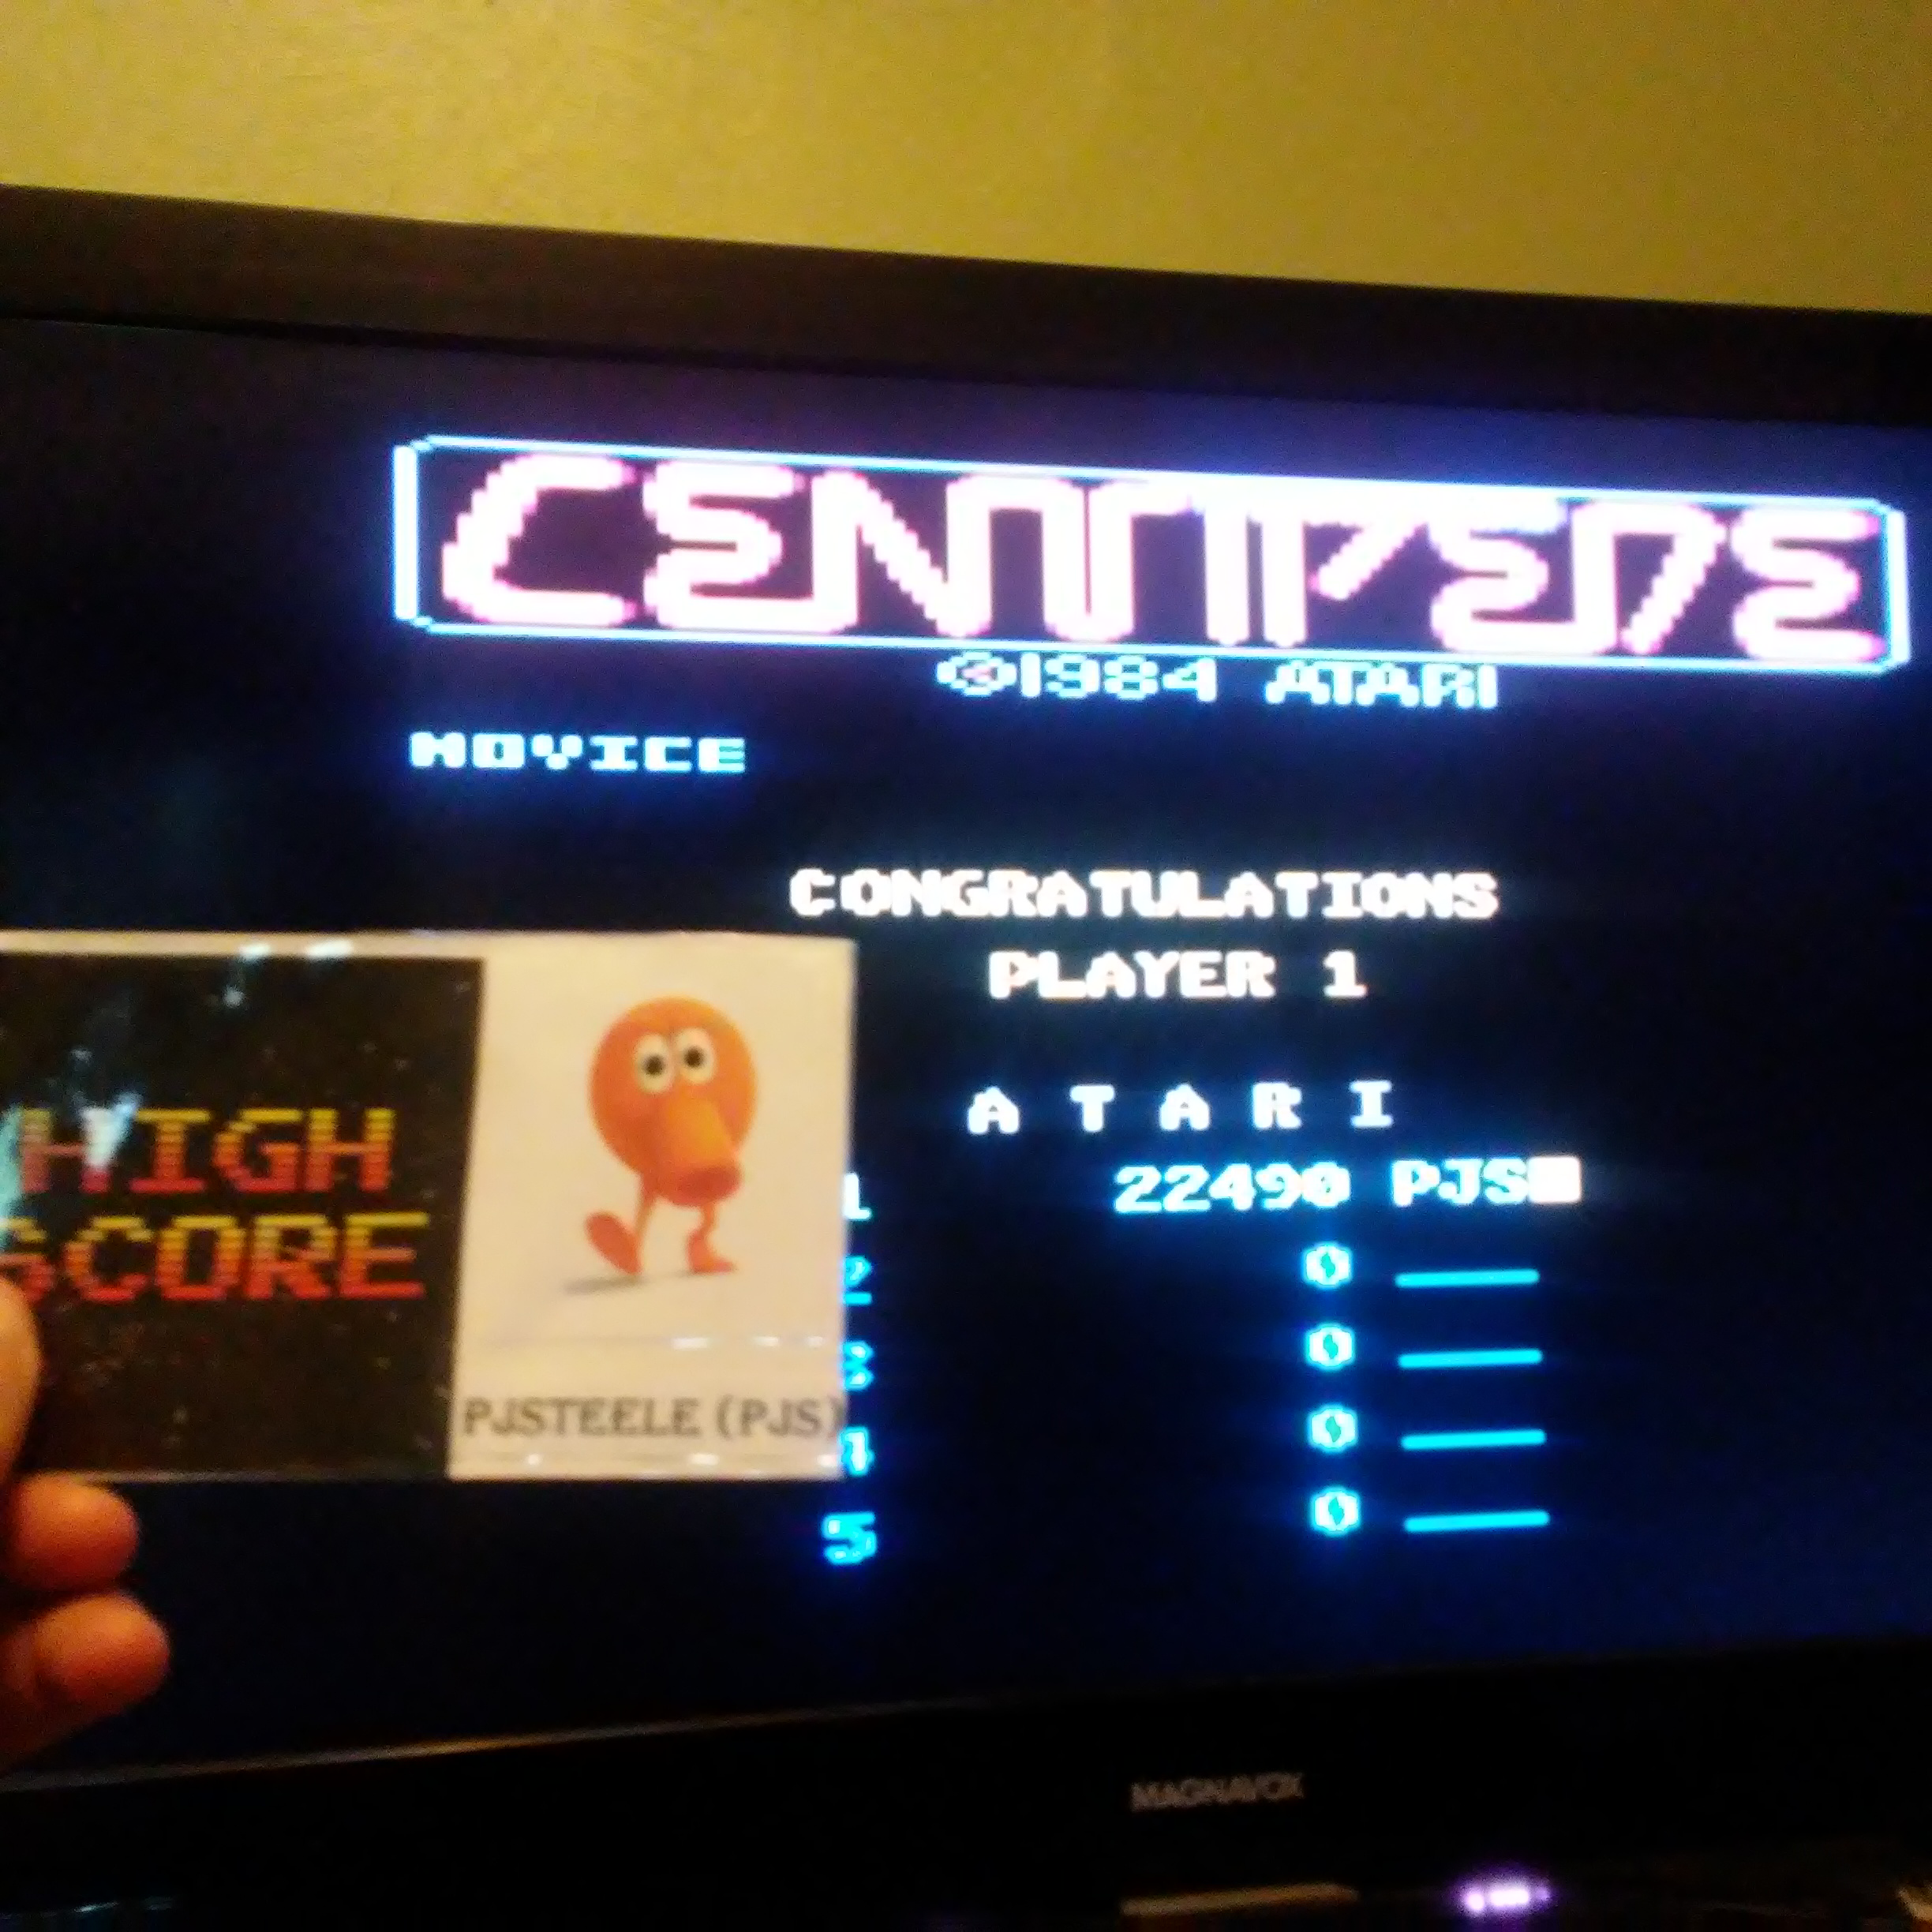 CENTIPEDE
©1984 ATARI
NOVICE
CONGRATULATIONS
PLAYER 1
A T A R I
1 22490 PJS
2 0
3 0
4 0
5 0
HIGH
SCORE
PJSTEELE (PJS)
MAGNAVOX